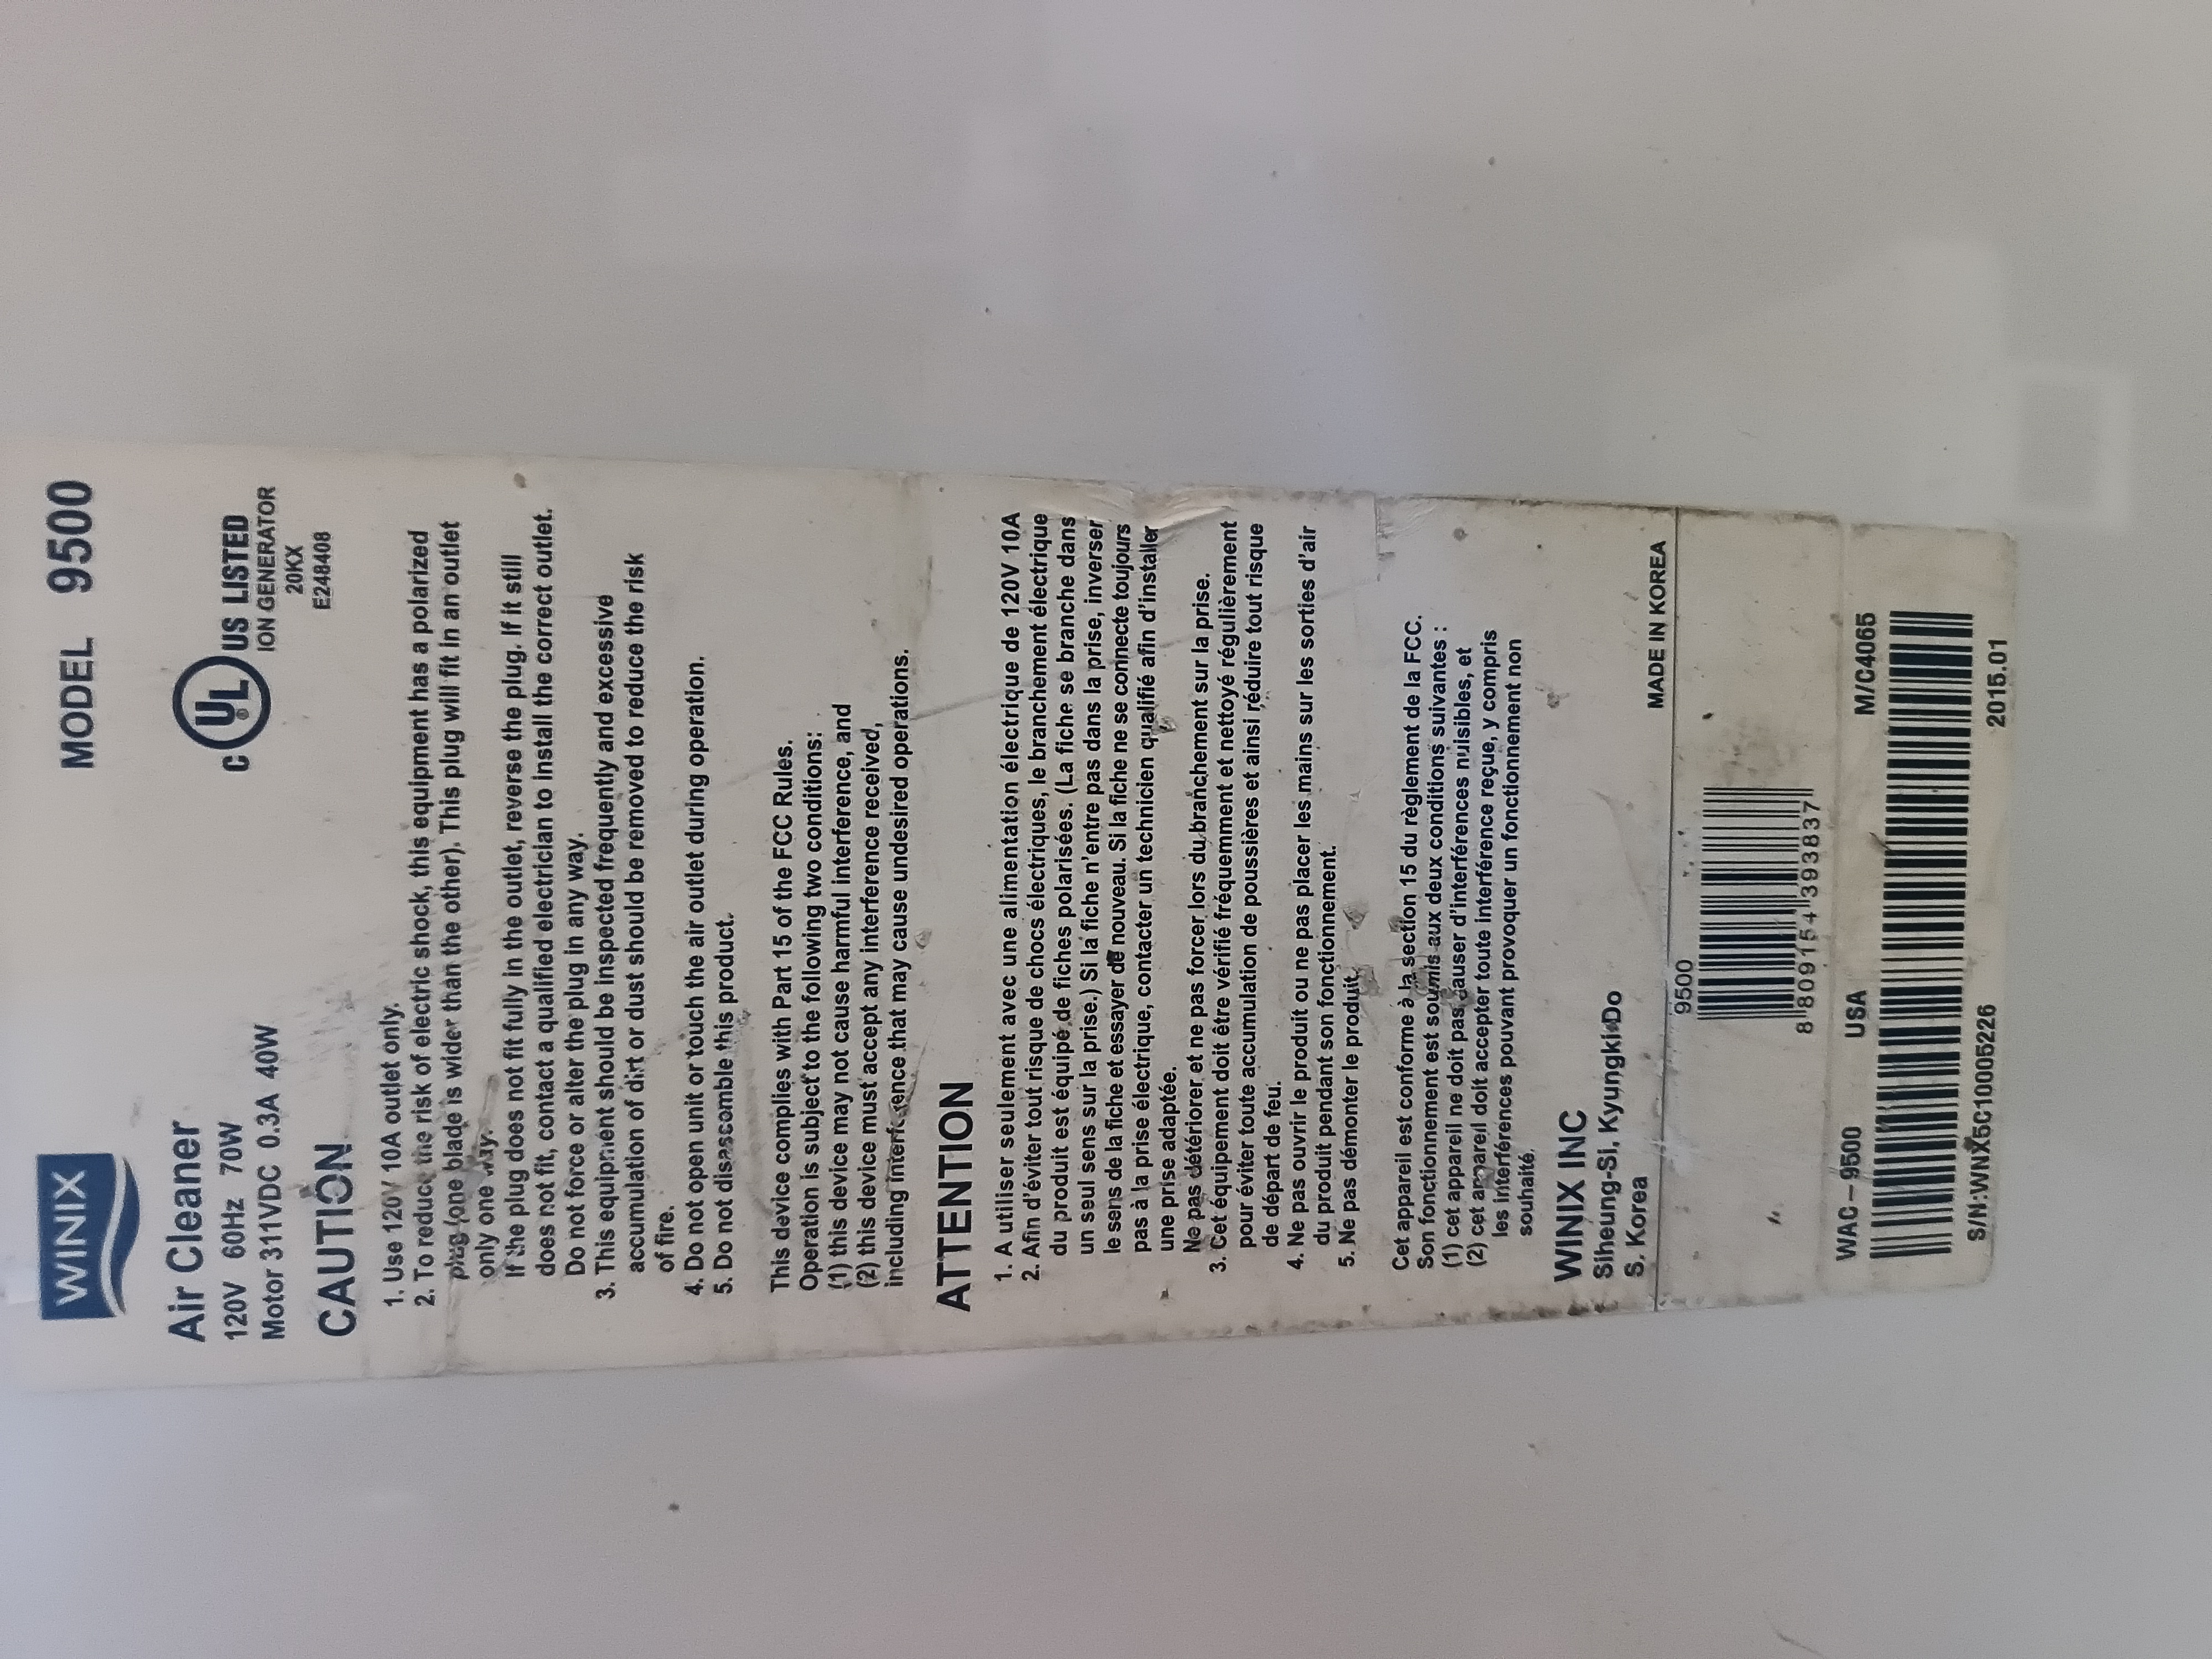 WINIX
MODEL 9500
Air Cleaner
120V 60Hz 70W
Motor 311VDC 0.3A 40W
C UL ® US LISTED
ION GENERATOR
20KX
E248408
CAUTION
1. Use 120V 10A outlet only.
2. To reduce the risk of electric shock, this equipment has a polarized
plug (one blade is wider than the other). This plug will fit in an outlet
only one way.
If the plug does not fit fully in the outlet, reverse the plug. If it still
does not fit, contact a qualified electrician to install the correct outlet.
Do not force or alter the plug in any way.
3. This equipment should be inspected frequently and excessive
accumulation of dirt or dust should be removed to reduce the risk
of fire.
4. Do not open unit or touch the air outlet during operation.
5. Do not disassemble this product.
This device complies with Part 15 of the FCC Rules.
Operation is subject to the following two conditions:
(1) this device may not cause harmful interference, and
(2) this device must accept any interference received,
including interference that may cause undesired operations.
ATTENTION
1. A utiliser seulement avec une alimentation électrique de 120V 10A
2. Afin d'éviter tout risque de chocs électriques, le branchement électrique
du produit est équipé de fiches polarisées. (La fiche se branche dans
un seul sens sur la prise.) Si la fiche n'entre pas dans la prise, inverser
le sens de la fiche et essayer de nouveau. Si la fiche ne se connecte toujours
pas à la prise électrique, contacter un technicien qualifié afin d'installer
une prise adaptée.
Ne pas détériorer et ne pas forcer lors du branchement sur la prise.
3. Cet équipement doit être vérifié fréquemment et nettoyé régulièrement
pour éviter toute accumulation de poussières et ainsi réduire tout risque
de départ de feu.
4. Ne pas ouvrir le produit ou ne pas placer les mains sur les sorties d'air
du produit pendant son fonctionnement.
5. Ne pas démonter le produit.
Cet appareil est conforme à la section 15 du règlement de la FCC.
Son fonctionnement est soumis aux deux conditions suivantes :
(1) cet appareil ne doit pas causer d'interférences nuisibles, et
(2) cet appareil doit accepter toute interférence reçue, y compris
les interférences pouvant provoquer un fonctionnement non
souhaité.
WINIX INC
Siheung-Si, Kyungki-Do
S. Korea
MADE IN KOREA
9500
8 809154 393837
WAC-9500 USA M/C4065
S/N:WNX5C10005226 2015.01